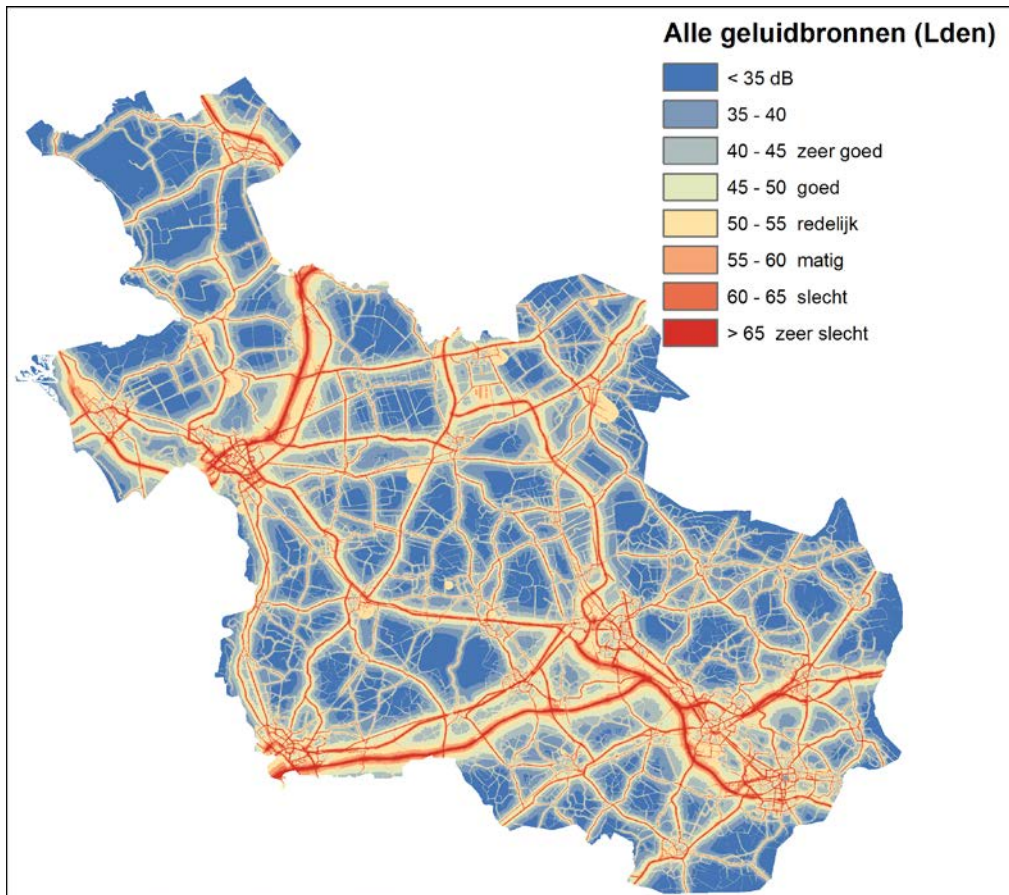 Alle geluidbronnen (Lden)
< 35 dB
35 - 40
40 - 45 zeer goed
45 - 50 goed
50 - 55 redelijk
55 - 60 matig
60 - 65 slecht
> 65 zeer slecht